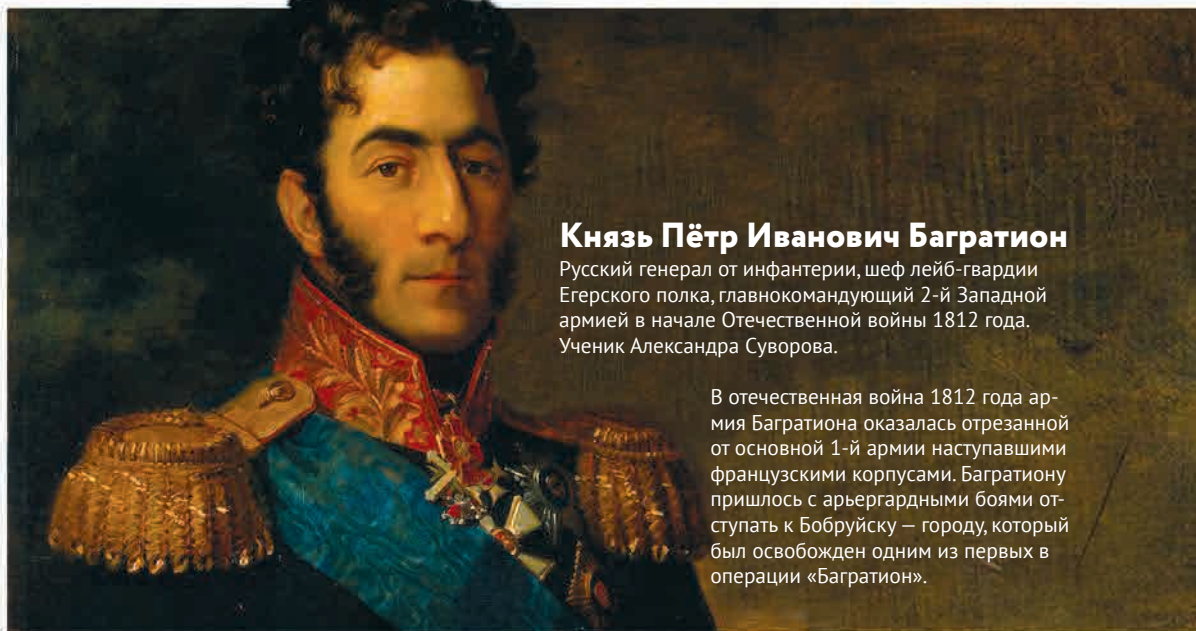 Князь Пётр Иванович Багратион
Русский генерал от инфантерии, шеф лейб-гвардии
Егерского полка, главнокомандующий 2-й Западной
армией в начале Отечественной войны 1812 года.
Ученик Александра Суворова.
В отечественная война 1812 года ар-
мия Багратиона оказалась отрезанной
от основной 1-й армии наступавшими
французскими корпусами. Багратиону
пришлось с арьергардными боями от-
ступать к Бобруйску — городу, который
был освобожден одним из первых в
операции «Багратион».